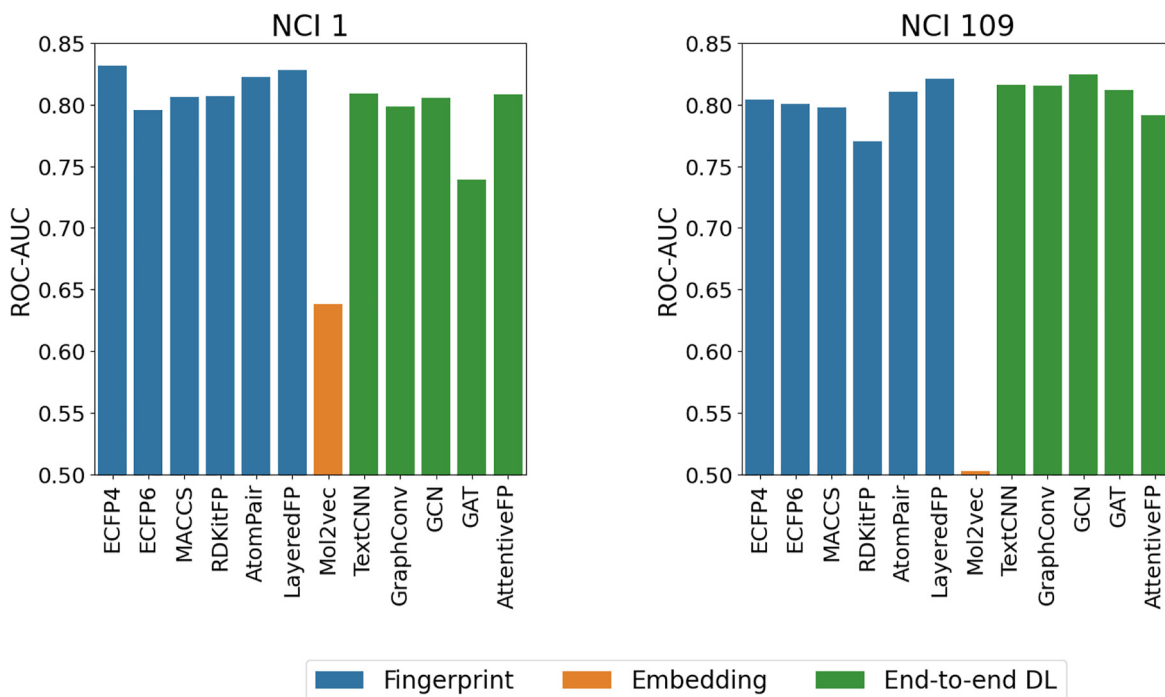 NCI 1
ROC-AUC
0.85
0.80
0.75
0.70
0.65
0.60
0.55
0.50
ECFP4
ECFP6
MACCS
RDKitFP
AtomPair
LayeredFP
Mol2vec
TextCNN
GraphConv
GCN
GAT
AttentiveFP
NCI 109
ROC-AUC
0.85
0.80
0.75
0.70
0.65
0.60
0.55
0.50
ECFP4
ECFP6
MACCS
RDKitFP
AtomPair
LayeredFP
Mol2vec
TextCNN
GraphConv
GCN
GAT
AttentiveFP
Fingerprint
Embedding
End-to-end DL